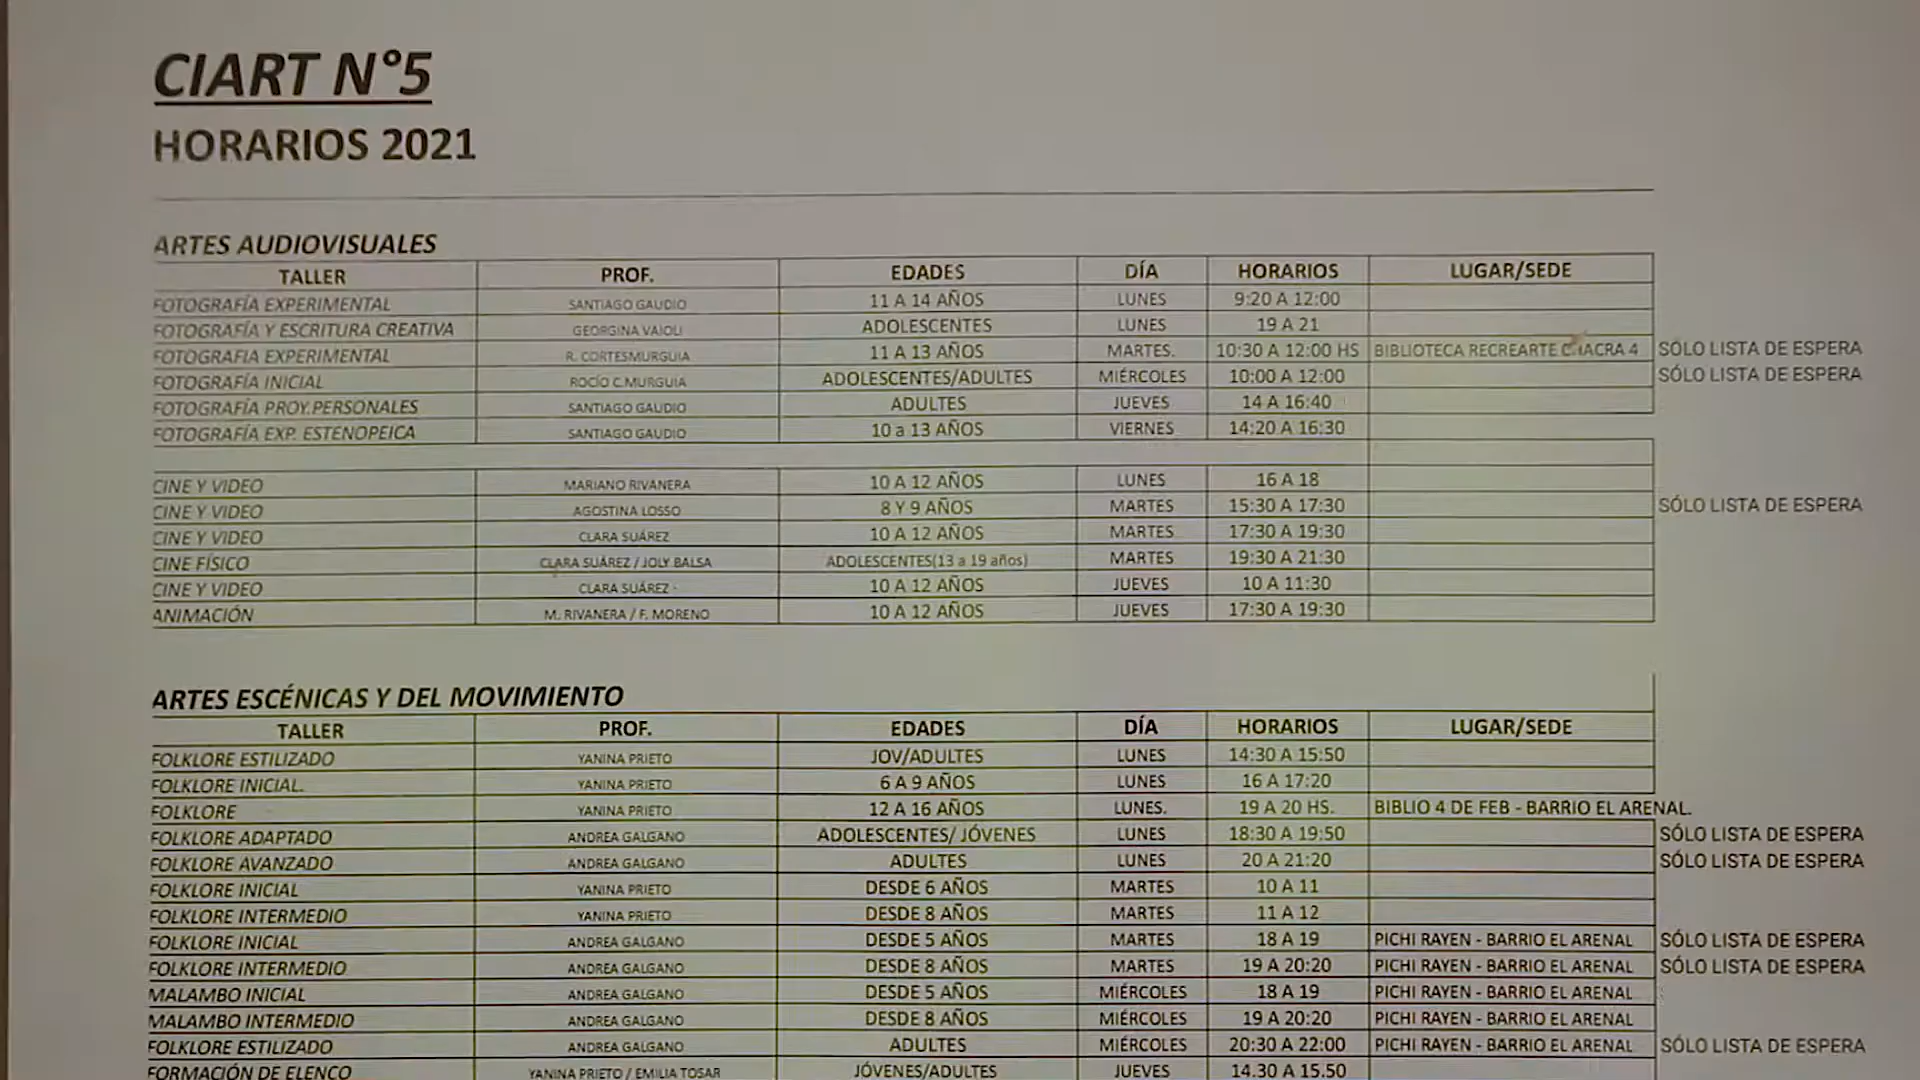 CIART N°5
HORARIOS 2021
ARTES AUDIOVISUALES
TALLER PROF. EDADES DÍA HORARIOS LUGAR/SEDE
FOTOGRAFÍA EXPERIMENTAL SANTIAGO GAUDIO 11 A 14 AÑOS LUNES 9:20 A 12:00
FOTOGRAFÍA Y ESCRITURA CREATIVA GEORGINA VAIOLI ADOLESCENTES LUNES 19 A 21
FOTOGRAFIA EXPERIMENTAL R. CORTESMURGUIA 11 A 13 AÑOS MARTES. 10:30 A 12:00 HS BIBLIOTECA RECREARTE CHACRA 4 SÓLO LISTA DE ESPERA
FOTOGRAFÍA INICIAL ROCÍO C.MURGUIA ADOLESCENTES/ADULTES MIÉRCOLES 10:00 A 12:00 SÓLO LISTA DE ESPERA
FOTOGRAFÍA PROY.PERSONALES SANTIAGO GAUDIO ADULTES JUEVES 14 A 16:40
FOTOGRAFÍA EXP. ESTENOPEICA SANTIAGO GAUDIO 10 a 13 AÑOS VIERNES 14:20 A 16:30
CINE Y VIDEO MARIANO RIVANERA 10 A 12 AÑOS LUNES 16 A 18
CINE Y VIDEO AGOSTINA LOSSO 8 Y 9 AÑOS MARTES 15:30 A 17:30 SÓLO LISTA DE ESPERA
CINE Y VIDEO CLARA SUÁREZ 10 A 12 AÑOS MARTES 17:30 A 19:30
CINE FÍSICO CLARA SUÁREZ / JOLY BALSA ADOLESCENTES(13 a 19 años) MARTES 19:30 A 21:30
CINE Y VIDEO CLARA SUÁREZ - 10 A 12 AÑOS JUEVES 10 A 11:30
ANIMACIÓN M. RIVANERA / F. MORENO 10 A 12 AÑOS JUEVES 17:30 A 19:30
ARTES ESCÉNICAS Y DEL MOVIMIENTO
TALLER PROF. EDADES DÍA HORARIOS LUGAR/SEDE
FOLKLORE ESTILIZADO YANINA PRIETO JOV/ADULTES LUNES 14:30 A 15:50
FOLKLORE INICIAL. YANINA PRIETO 6 A 9 AÑOS LUNES 16 A 17:20
FOLKLORE YANINA PRIETO 12 A 16 AÑOS LUNES. 19 A 20 HS. BIBLIO 4 DE FEB - BARRIO EL ARENAL.
FOLKLORE ADAPTADO ANDREA GALGANO ADOLESCENTES/ JÓVENES LUNES 18:30 A 19:50 SÓLO LISTA DE ESPERA
FOLKLORE AVANZADO ANDREA GALGANO ADULTES LUNES 20 A 21:20 SÓLO LISTA DE ESPERA
FOLKLORE INICIAL YANINA PRIETO DESDE 6 AÑOS MARTES 10 A 11
FOLKLORE INTERMEDIO YANINA PRIETO DESDE 8 AÑOS MARTES 11 A 12
FOLKLORE INICIAL ANDREA GALGANO DESDE 5 AÑOS MARTES 18 A 19 PICHI RAYEN - BARRIO EL ARENAL SÓLO LISTA DE ESPERA
FOLKLORE INTERMEDIO ANDREA GALGANO DESDE 8 AÑOS MARTES 19 A 20:20 PICHI RAYEN - BARRIO EL ARENAL SÓLO LISTA DE ESPERA
MALAMBO INICIAL ANDREA GALGANO DESDE 5 AÑOS MIÉRCOLES 18 A 19 PICHI RAYEN - BARRIO EL ARENAL
MALAMBO INTERMEDIO ANDREA GALGANO DESDE 8 AÑOS MIÉRCOLES 19 A 20:20 PICHI RAYEN - BARRIO EL ARENAL
FOLKLORE ESTILIZADO ANDREA GALGANO ADULTES MIÉRCOLES 20:30 A 22:00 PICHI RAYEN - BARRIO EL ARENAL SÓLO LISTA DE ESPERA
FORMACIÓN DE ELENCO YANINA PRIETO / EMILIA TOSAR JÓVENES/ADULTES JUEVES 14.30 A 15.50